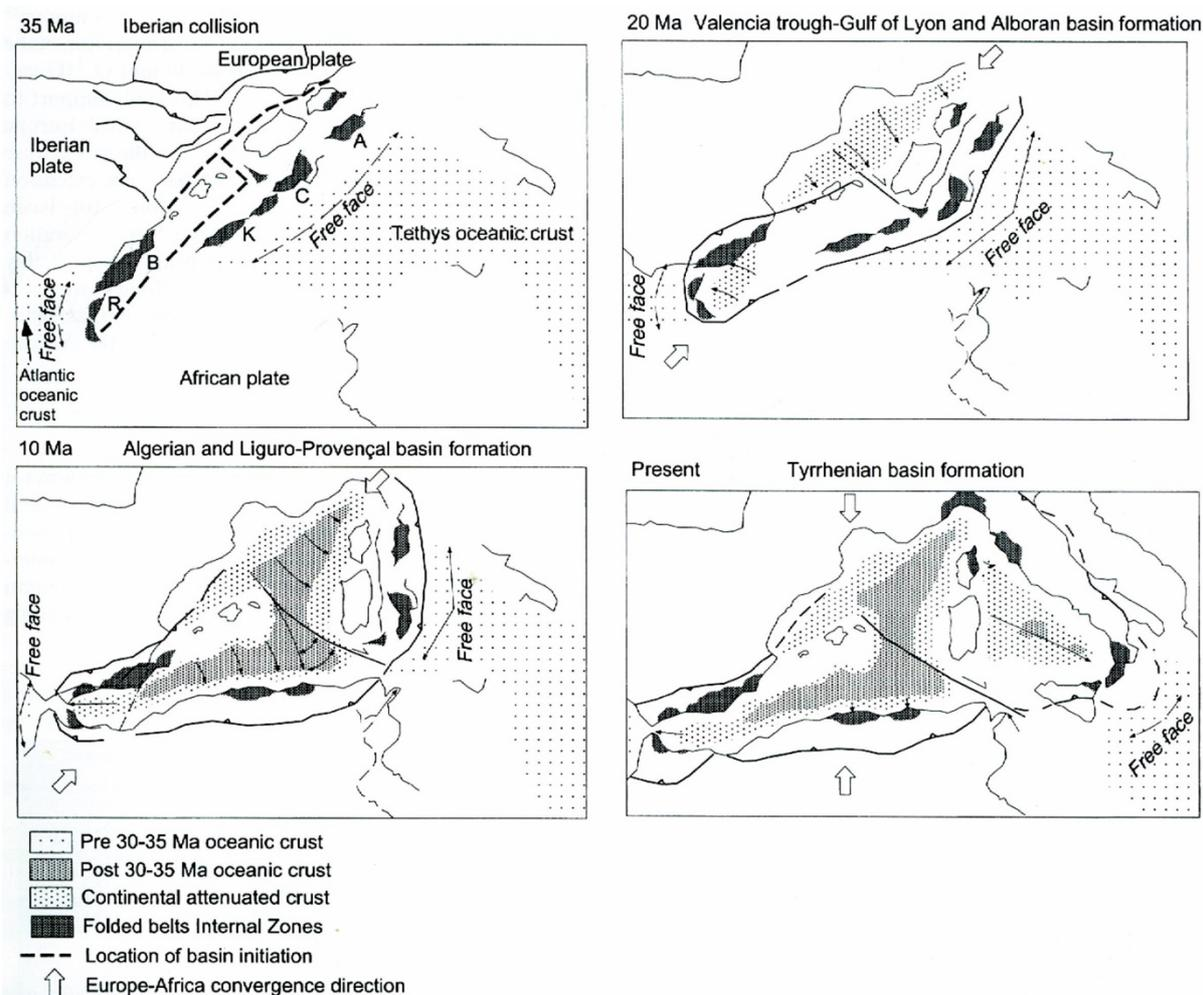 35 Ma Iberian collision
European plate
Iberian
plate
A
C
K
B
R
Free face
Tethys oceanic crust
Free face
Atlantic
oceanic
crust
African plate
20 Ma Valencia trough-Gulf of Lyon and Alboran basin formation
Free face
Free face
10 Ma Algerian and Liguro-Provençal basin formation
Free face
Free face
Present Tyrrhenian basin formation
Free face
Pre 30-35 Ma oceanic crust
Post 30-35 Ma oceanic crust
Continental attenuated crust
Folded belts Internal Zones
Location of basin initiation
Europe-Africa convergence direction